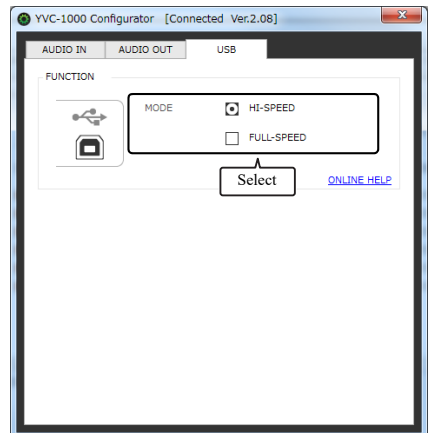 YVC-1000 Configurator [Connected Ver.2.08]
AUDIO IN AUDIO OUT USB
FUNCTION
MODE HI-SPEED
FULL-SPEED
Select
ONLINE HELP